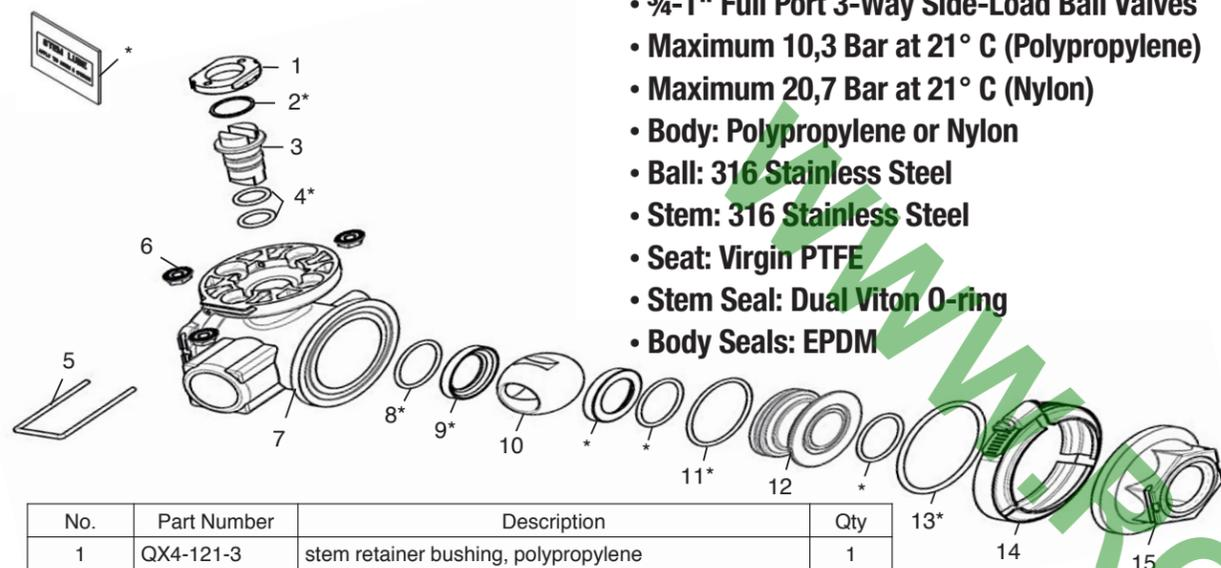 • ¾-1" Full Port 3-Way Side-Load Ball Valves
• Maximum 10,3 Bar at 21° C (Polypropylene)
• Maximum 20,7 Bar at 21° C (Nylon)
• Body: Polypropylene or Nylon
• Ball: 316 Stainless Steel
• Stem: 316 Stainless Steel
• Seat: Virgin PTFE
• Stem Seal: Dual Viton O-ring
• Body Seals: EPDM
STEM LUBE
*
1
2*
3
4*
6
5
7
8*
9*
10
*
*
11*
12
*
13*
14
15
No. Part Number Description Qty
1 QX4-121-3 stem retainer bushing, polypropylene 1
WWW.RO